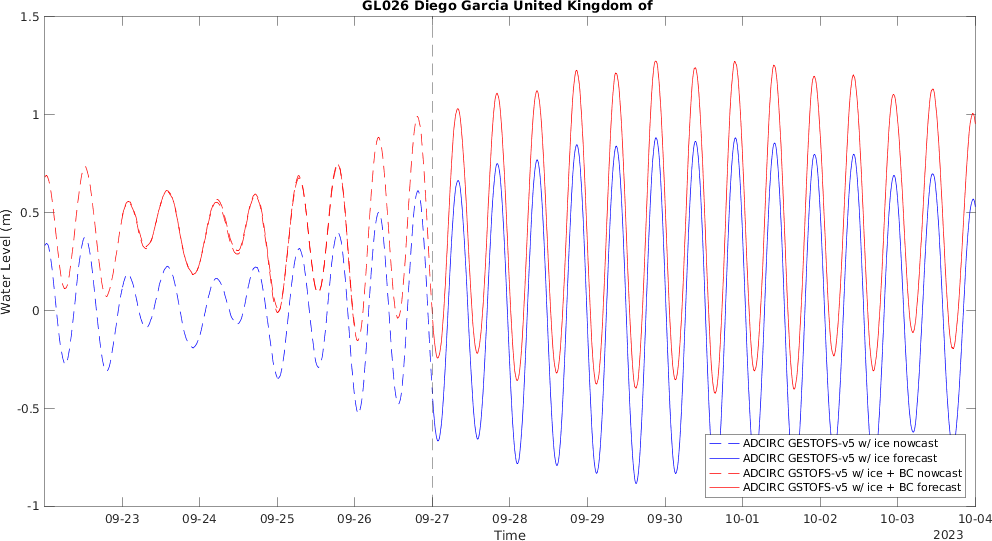 GL026 Diego Garcia United Kingdom of
1.5
1
0.5
0
-0.5
-1
Water Level (m)
09-23
09-24
09-25
09-26
09-27
09-28
09-29
09-30
10-01
10-02
10-03
10-04
Time
2023
ADCIRC GESTOFS-v5 w/ ice nowcast
ADCIRC GESTOFS-v5 w/ ice forecast
ADCIRC GSTOFS-v5 w/ ice + BC nowcast
ADCIRC GSTOFS-v5 w/ ice + BC forecast